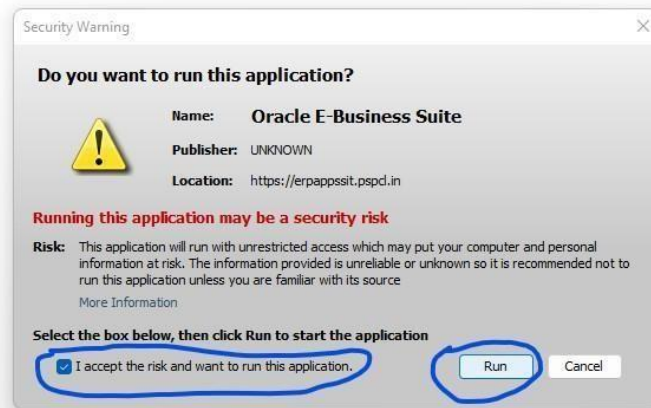 Security Warning
Do you want to run this application?
Name: Oracle E-Business Suite
Publisher: UNKNOWN
Location: https://erpappssit.pspcl.in
Running this application may be a security risk
Risk: This application will run with unrestricted access which may put your computer and personal
information at risk. The information provided is unreliable or unknown so it is recommended not to
run this application unless you are familiar with its source
More Information
Select the box below, then click Run to start the application
I accept the risk and want to run this application.
Run Cancel